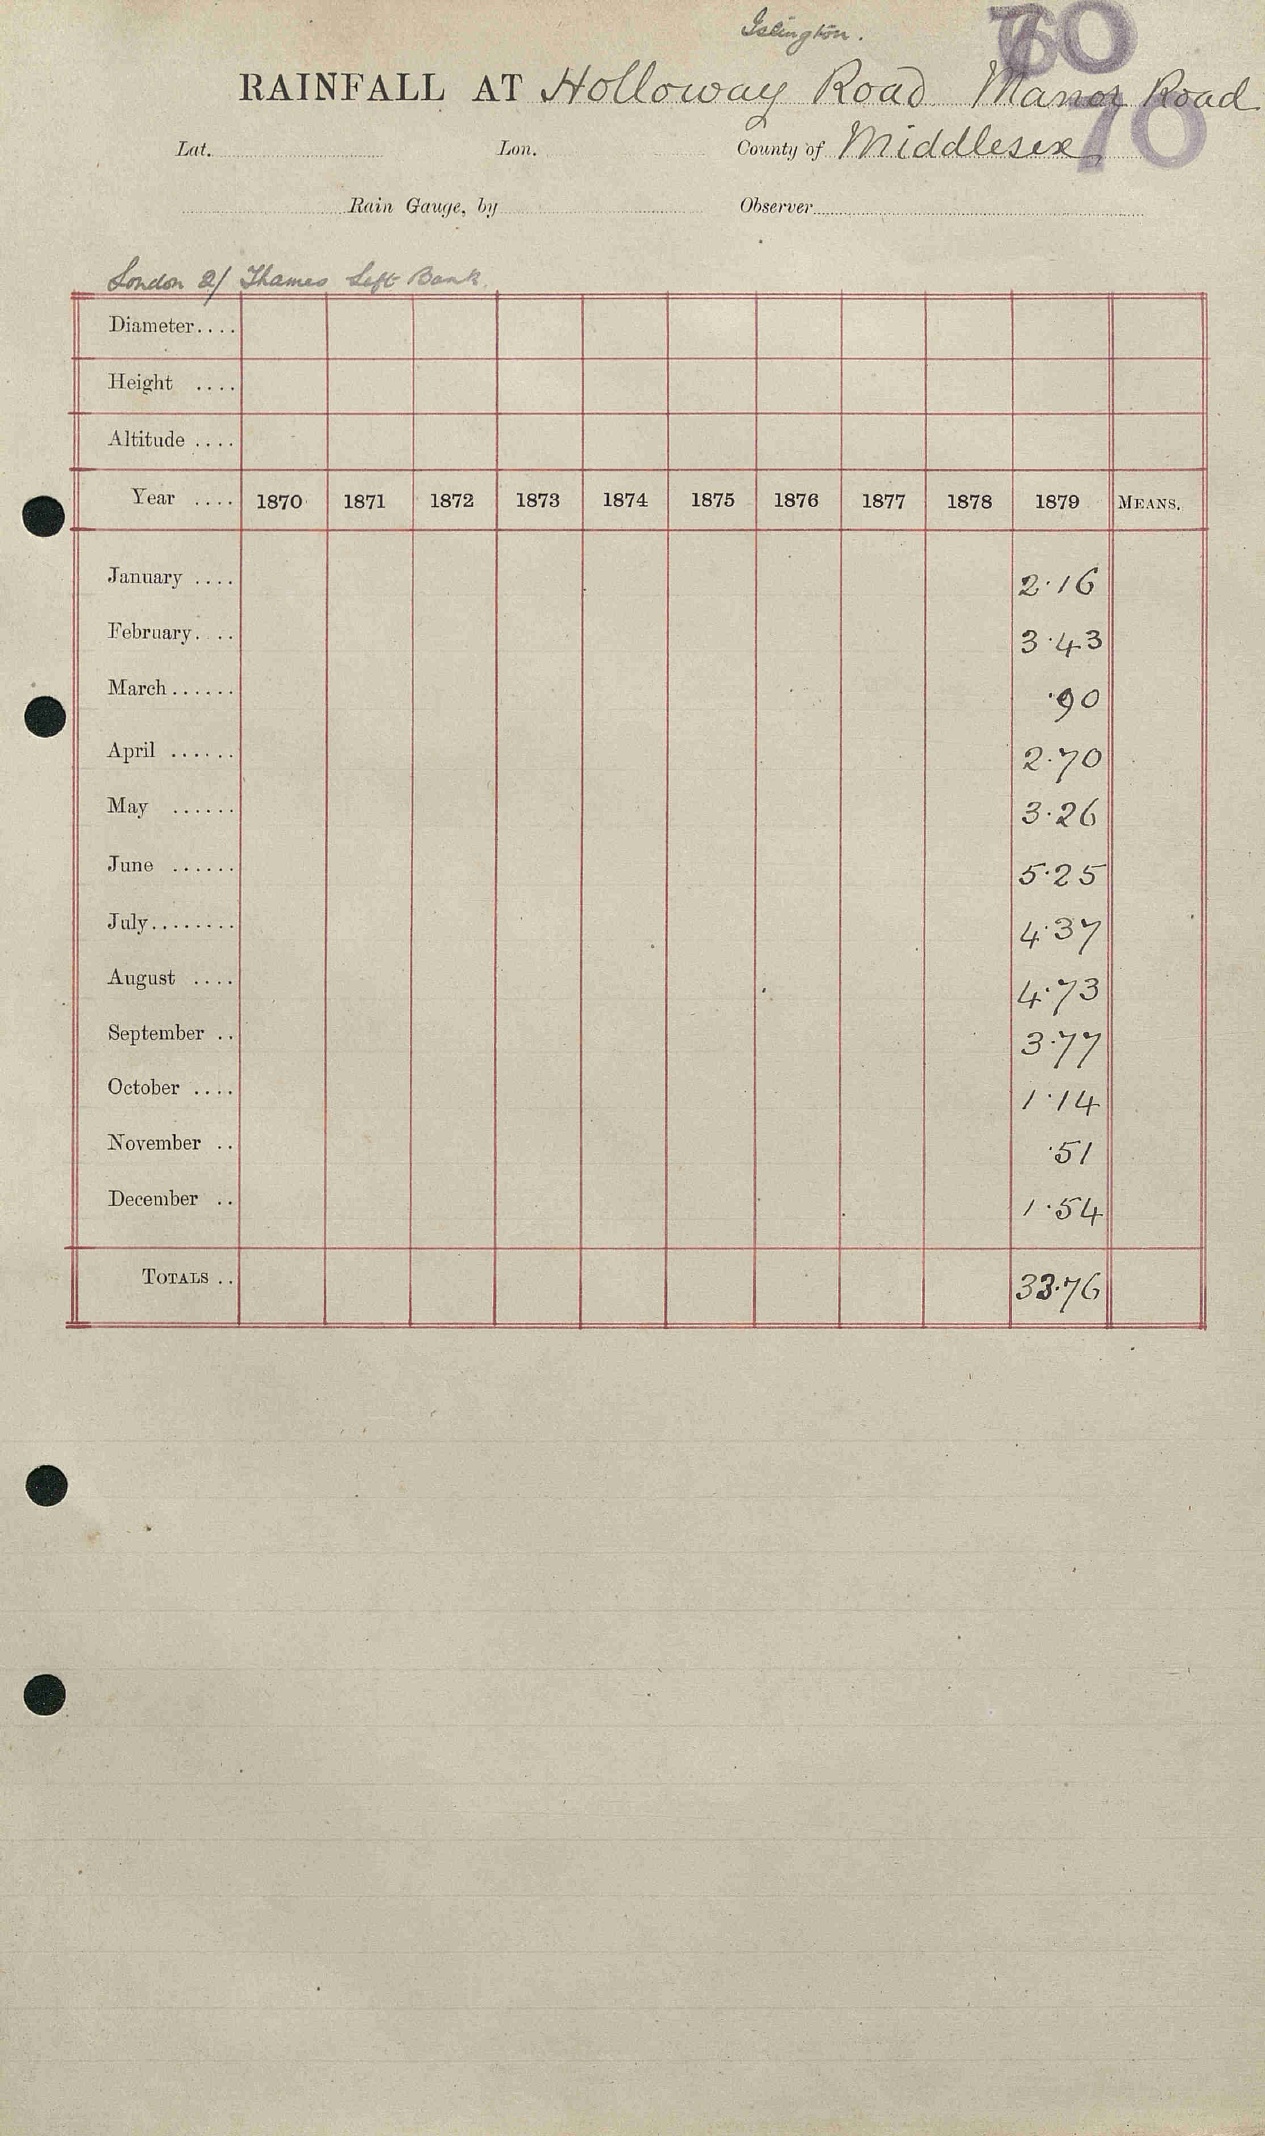 Islington.
RAINFALL AT Holloway Road Manor Road
70
Lat. Lon. County of Middlesex
Rain Gauge, by Observer
London 2/ Thames Left Bank
Diameter....
Height ....
Altitude ....
Year .... 1870 1871 1872 1873 1874 1875 1876 1877 1878 1879 MEANS.
January .... 2.16
February. .. 3.43
March...... .90
April ...... 2.70
May ...... 3.26
June ...... 5.25
July........ 4.37
August .... 4.73
September .. 3.77
October .... 1.14
November .. .51
December .. 1.54
TOTALS .. 33.76